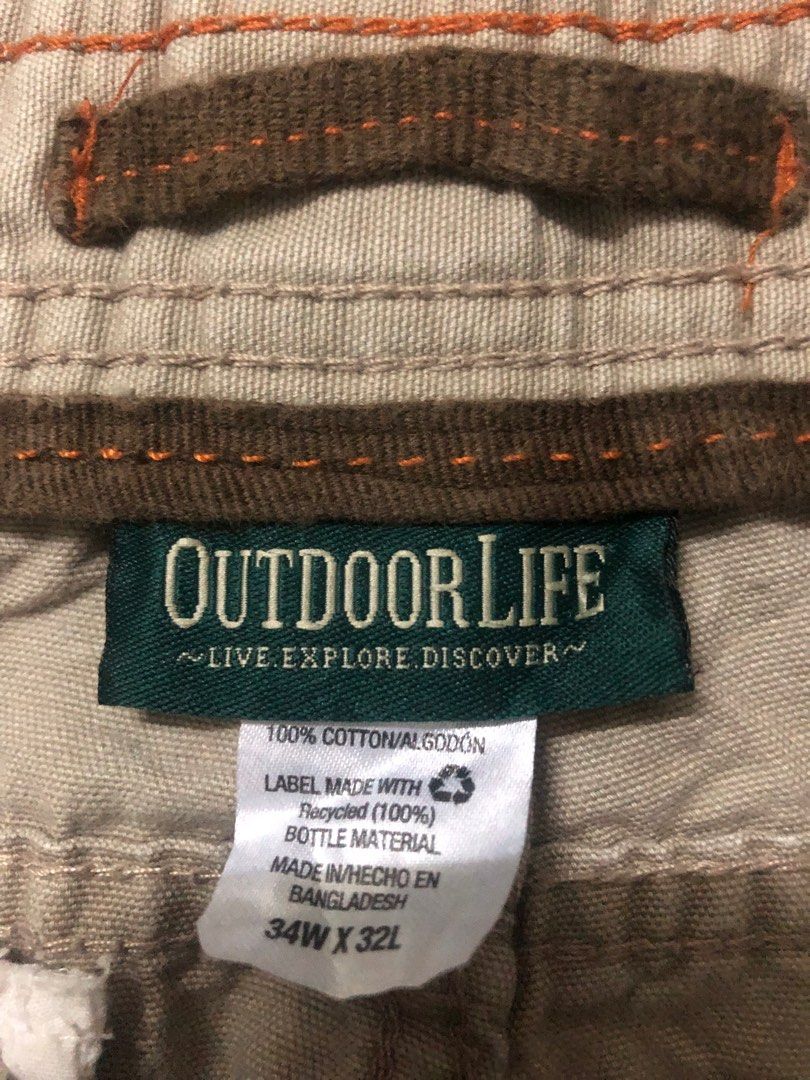 OUTDOOR LIFE
~LIVE.EXPLORE.DISCOVER~
100% COTTON/ALGODÓN
LABEL MADE WITH
Recycled (100%)
BOTTLE MATERIAL
MADE IN/HECHO EN
BANGLADESH
34W X 32L